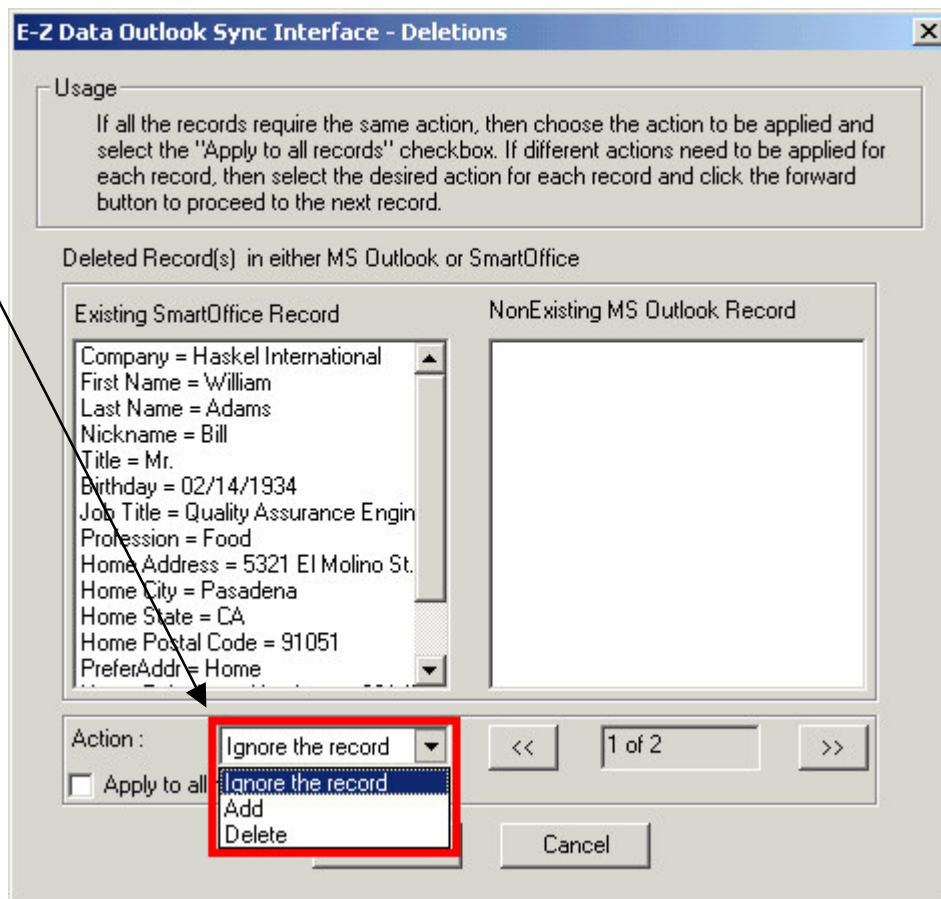 E-Z Data Outlook Sync Interface - Deletions
Usage
If all the records require the same action, then choose the action to be applied and
select the "Apply to all records" checkbox. If different actions need to be applied for
each record, then select the desired action for each record and click the forward
button to proceed to the next record.
Deleted Record(s) in either MS Outlook or SmartOffice
Existing SmartOffice Record
Company = Haskel International
First Name = William
Last Name = Adams
Nickname = Bill
Title = Mr.
Birthday = 02/14/1934
Job Title = Quality Assurance Engin
Profession = Food
Home Address = 5321 El Molino St.
Home City = Pasadena
Home State = CA
Home Postal Code = 91051
PreferAddr = Home
NonExisting MS Outlook Record
Action :
Ignore the record
<<
1 of 2
>>
Apply to all
Ignore the record
Add
Delete
Cancel